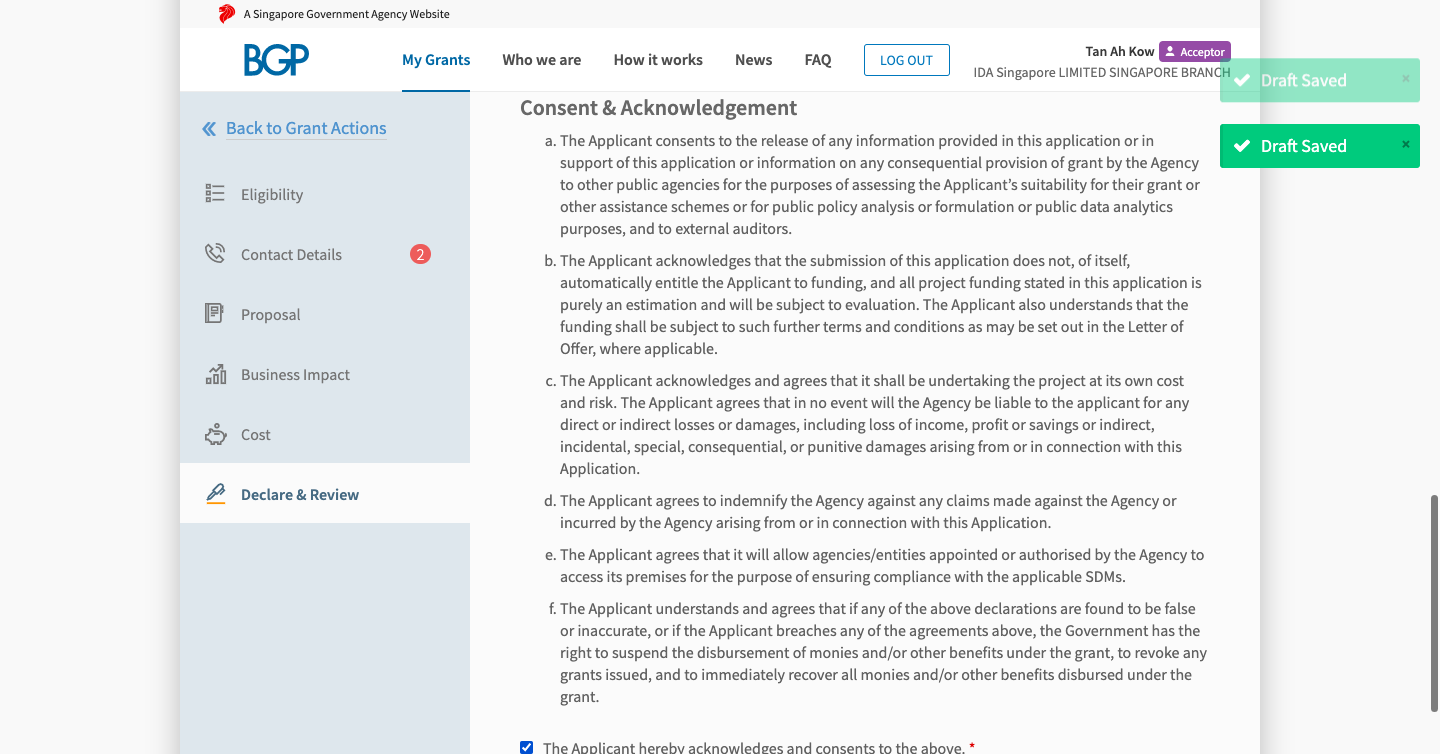 A Singapore Government Agency Website
BGP
My Grants
Who we are
How it works
News
FAQ
LOG OUT
Tan Ah Kow Acceptor
IDA Singapore LIMITED SINGAPORE BRANCH
Draft Saved ×
Draft Saved ×
Back to Grant Actions
Eligibility
Contact Details 2
Proposal
Business Impact
Cost
Declare & Review
Consent & Acknowledgement
a. The Applicant consents to the release of any information provided in this application or in
support of this application or information on any consequential provision of grant by the Agency
to other public agencies for the purposes of assessing the Applicant’s suitability for their grant or
other assistance schemes or for public policy analysis or formulation or public data analytics
purposes, and to external auditors.
b. The Applicant acknowledges that the submission of this application does not, of itself,
automatically entitle the Applicant to funding, and all project funding stated in this application is
purely an estimation and will be subject to evaluation. The Applicant also understands that the
funding shall be subject to such further terms and conditions as may be set out in the Letter of
Offer, where applicable.
c. The Applicant acknowledges and agrees that it shall be undertaking the project at its own cost
and risk. The Applicant agrees that in no event will the Agency be liable to the applicant for any
direct or indirect losses or damages, including loss of income, profit or savings or indirect,
incidental, special, consequential, or punitive damages arising from or in connection with this
Application.
d. The Applicant agrees to indemnify the Agency against any claims made against the Agency or
incurred by the Agency arising from or in connection with this Application.
e. The Applicant agrees that it will allow agencies/entities appointed or authorised by the Agency to
access its premises for the purpose of ensuring compliance with the applicable SDMs.
f. The Applicant understands and agrees that if any of the above declarations are found to be false
or inaccurate, or if the Applicant breaches any of the agreements above, the Government has the
right to suspend the disbursement of monies and/or other benefits under the grant, to revoke any
grants issued, and to immediately recover all monies and/or other benefits disbursed under the
grant.
The Applicant hereby acknowledges and consents to the above. *